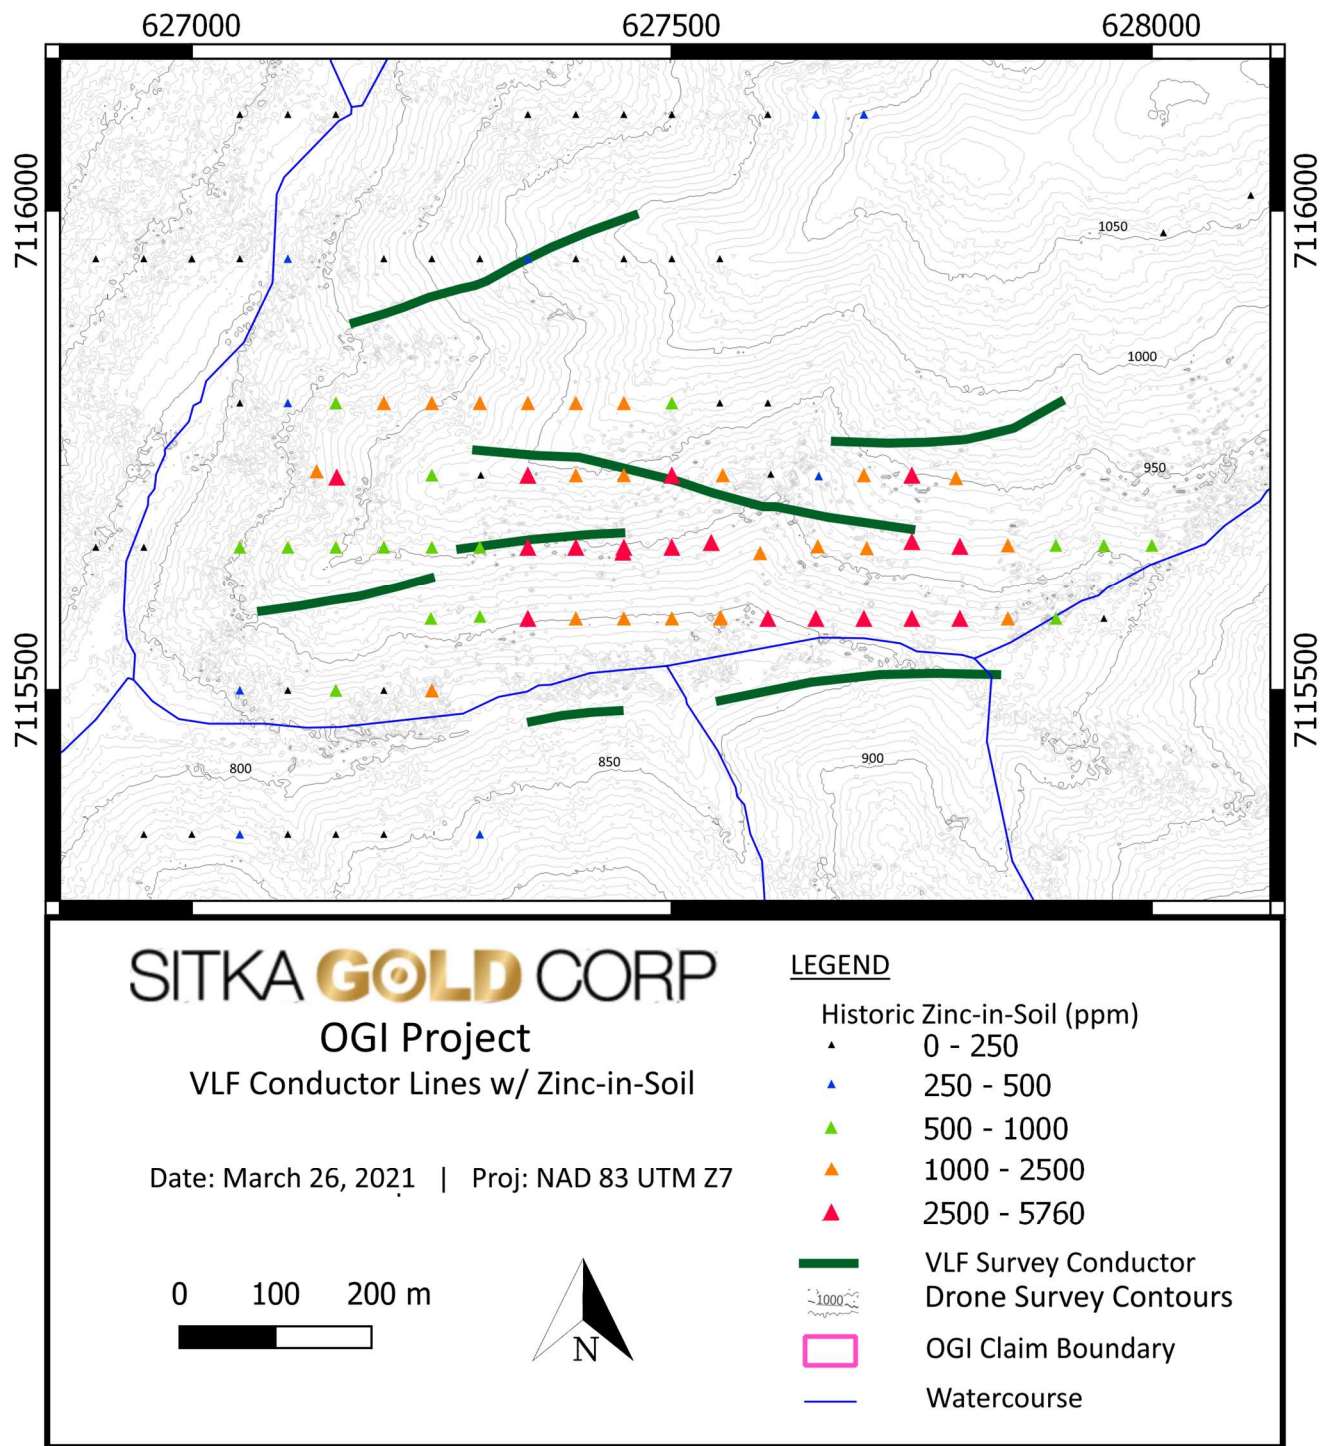 627000 627500 628000
7116000 7116000
1050
1000
950
7115500 7115500
800 850 900
SITKA GOLD CORP
OGI Project
VLF Conductor Lines w/ Zinc-in-Soil
Date: March 26, 2021 | Proj: NAD 83 UTM Z7
0 100 200 m
N
LEGEND
Historic Zinc-in-Soil (ppm)
0 - 250
250 - 500
500 - 1000
1000 - 2500
2500 - 5760
VLF Survey Conductor
1000 Drone Survey Contours
OGI Claim Boundary
Watercourse